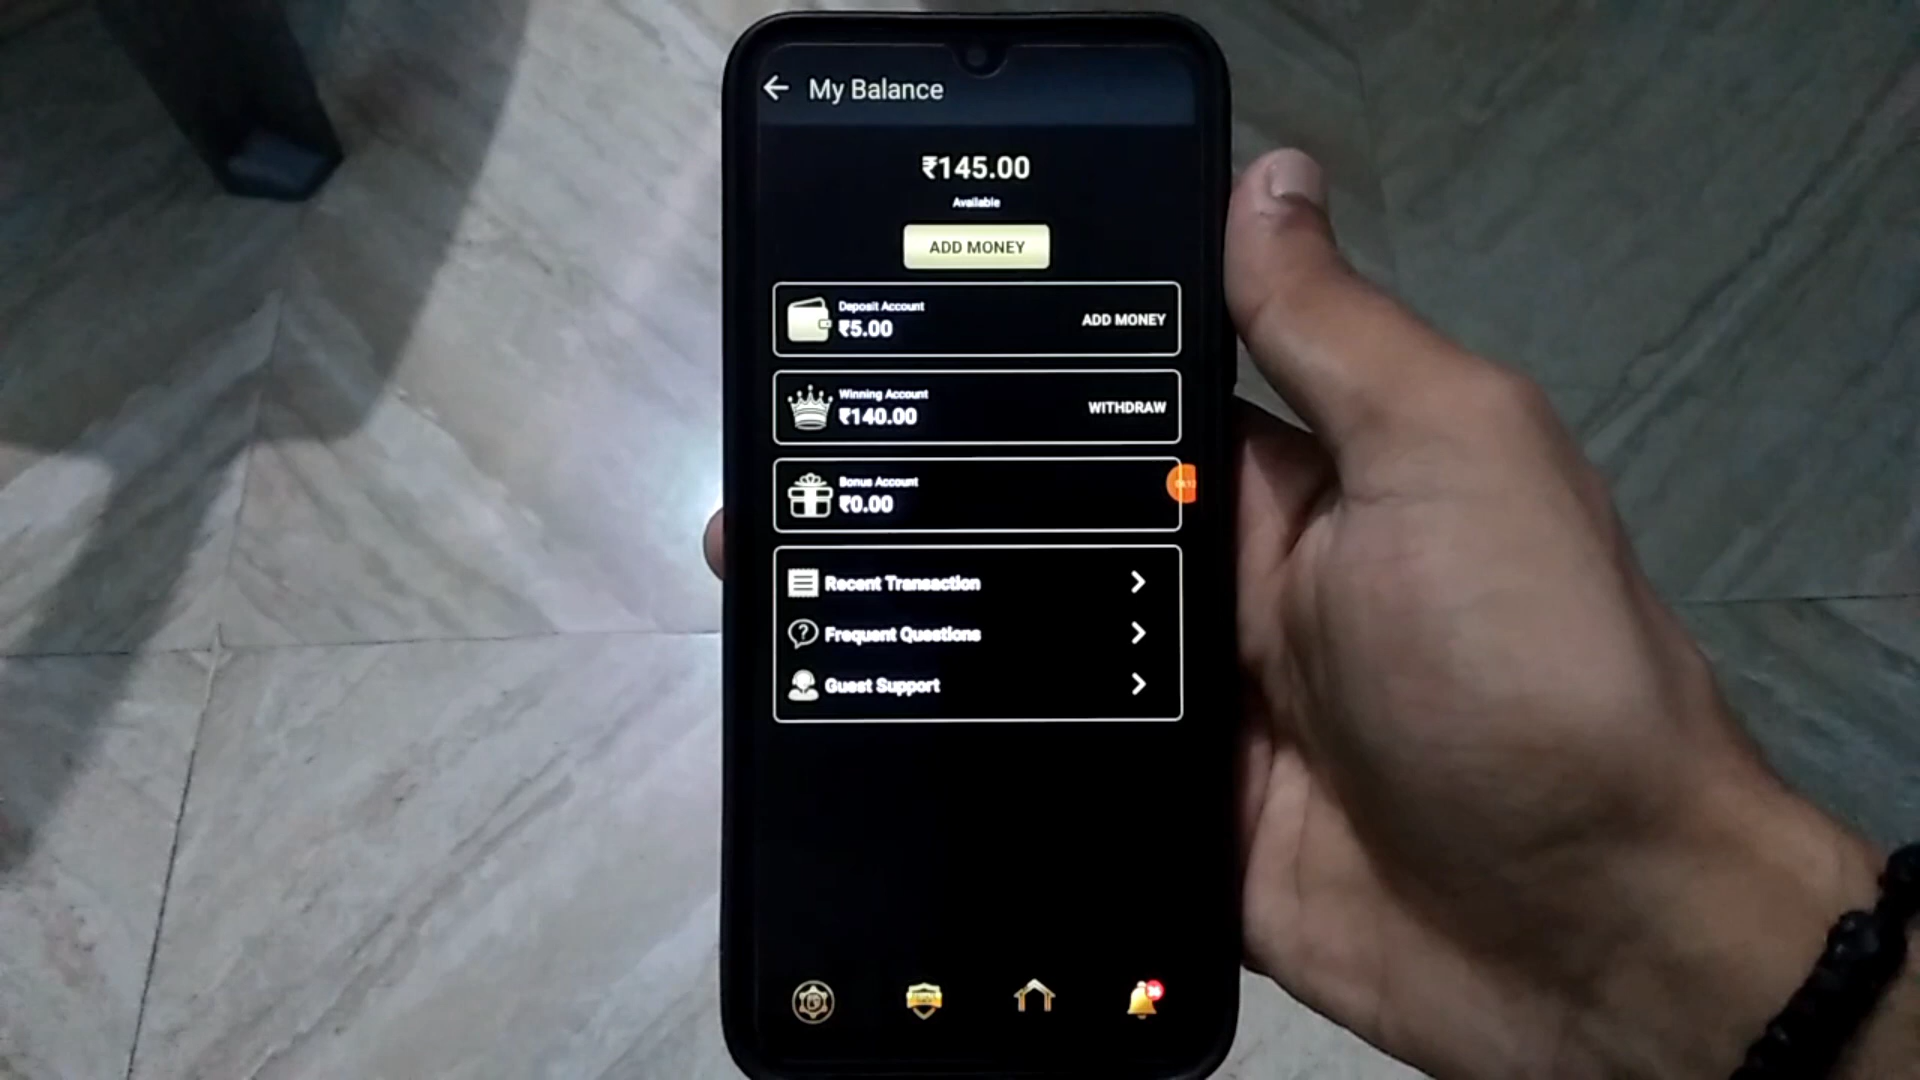 My Balance
₹145.00
Available
ADD MONEY
Deposit Account
₹5.00
ADD MONEY
Winning Account
₹140.00
WITHDRAW
Bonus Account
₹0.00
Recent Transaction
Frequent Questions
Guest Support